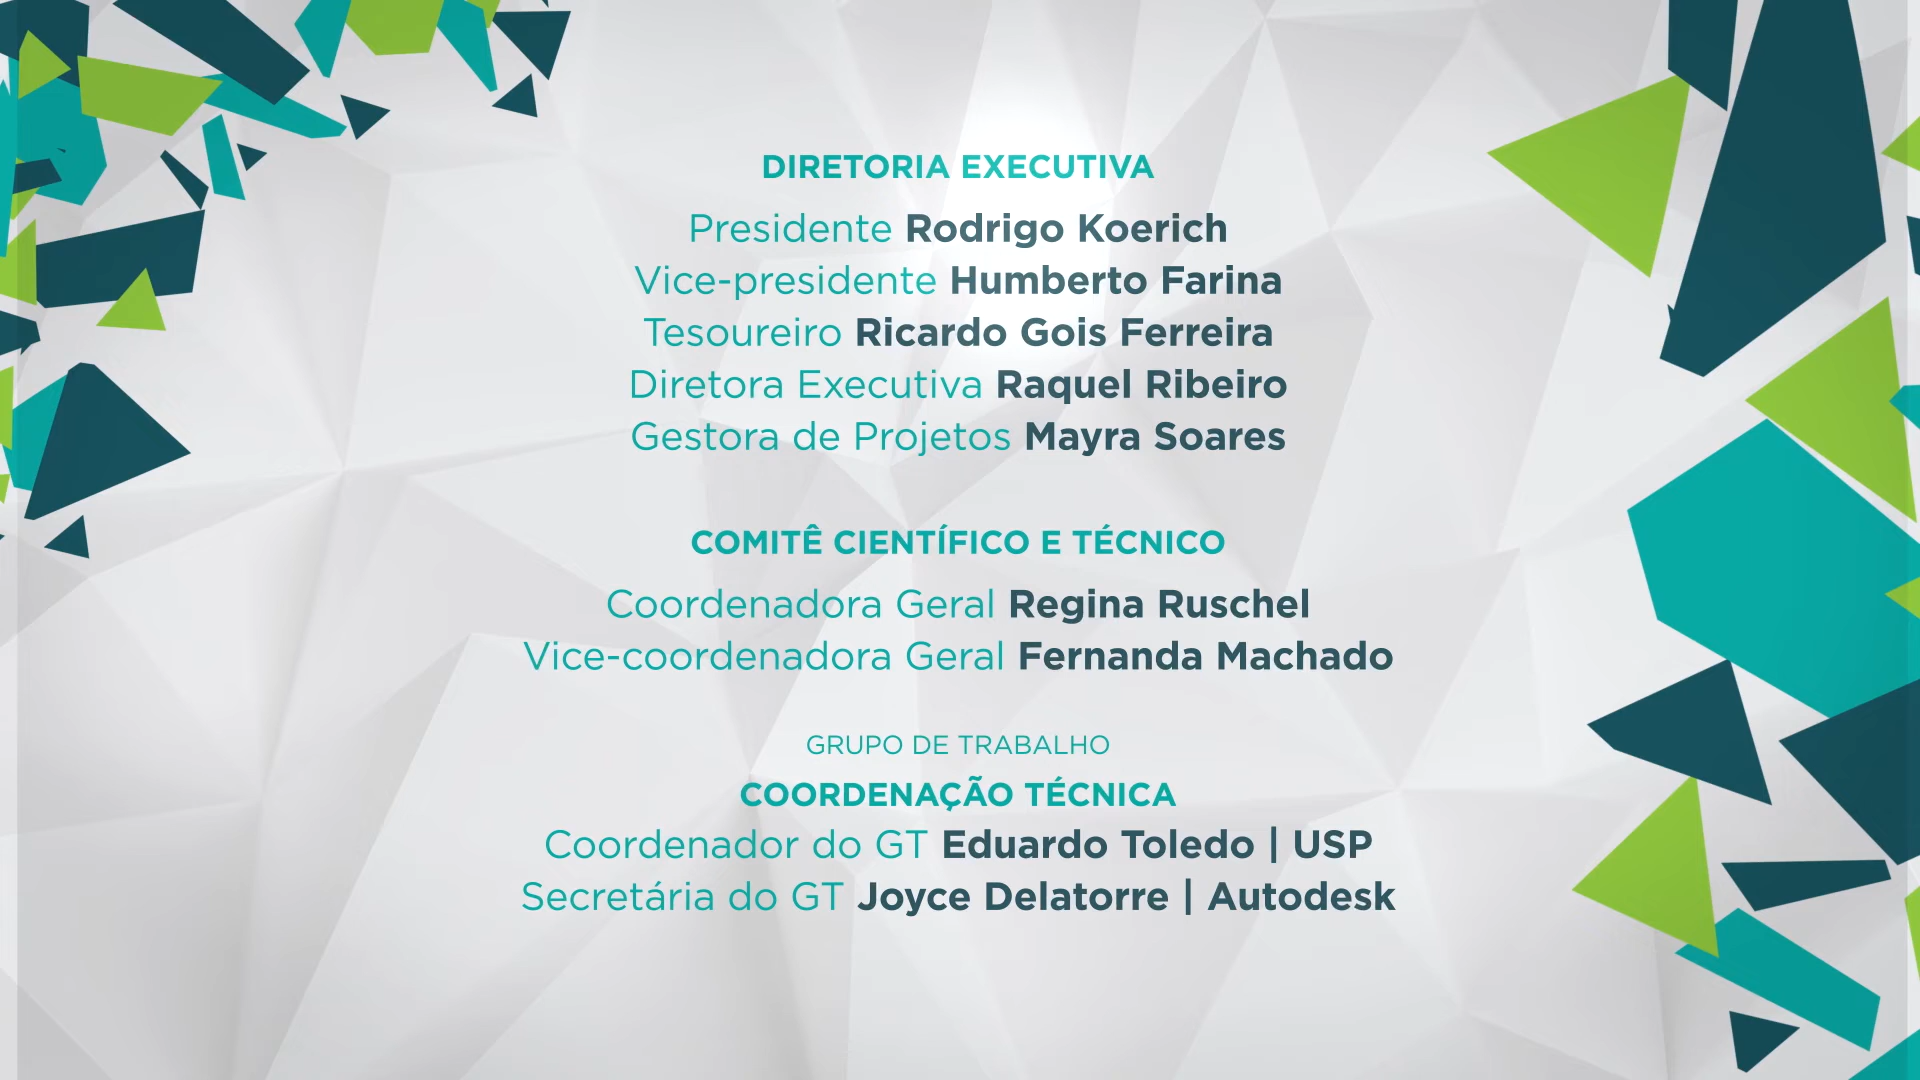 DIRETORIA EXECUTIVA
Presidente Rodrigo Koerich
Vice-presidente Humberto Farina
Tesoureiro Ricardo Gois Ferreira
Diretora Executiva Raquel Ribeiro
Gestora de Projetos Mayra Soares
COMITÊ CIENTÍFICO E TÉCNICO
Coordenadora Geral Regina Ruschel
Vice-coordenadora Geral Fernanda Machado
GRUPO DE TRABALHO
COORDENAÇÃO TÉCNICA
Coordenador do GT Eduardo Toledo | USP
Secretária do GT Joyce Delatorre | Autodesk